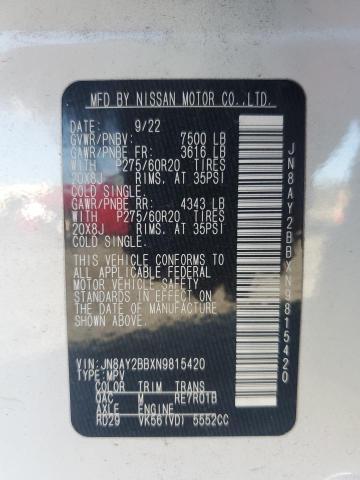 MFD BY NISSAN MOTOR CO.,LTD.
DATE: 9/22
GVWR/PNBV: 7500 LB
GAWR/PNBE FR: 3616 LB
WITH P275/60R20 TIRES
20X8J RIMS, AT 35PSI
COLD SINGLE.
GAWR/PNBE RR: 4343 LB
WITH P275/60R20 TIRES
20X8J RIMS, AT 35PSI
COLD SINGLE.
THIS VEHICLE CONFORMS TO
ALL APPLICABLE FEDERAL
MOTOR VEHICLE SAFETY
STANDARDS IN EFFECT ON
THE DATE OF MANUFACTURE
SHOWN ABOVE.
VIN:JN8AY2BBXN9815420
TYPE:MPV
COLOR TRIM TRANS
QAC M RE7R01B
AXLE ENGINE
RD29 VK56(VD) 5552CC
JN8AY2BBXN9815420